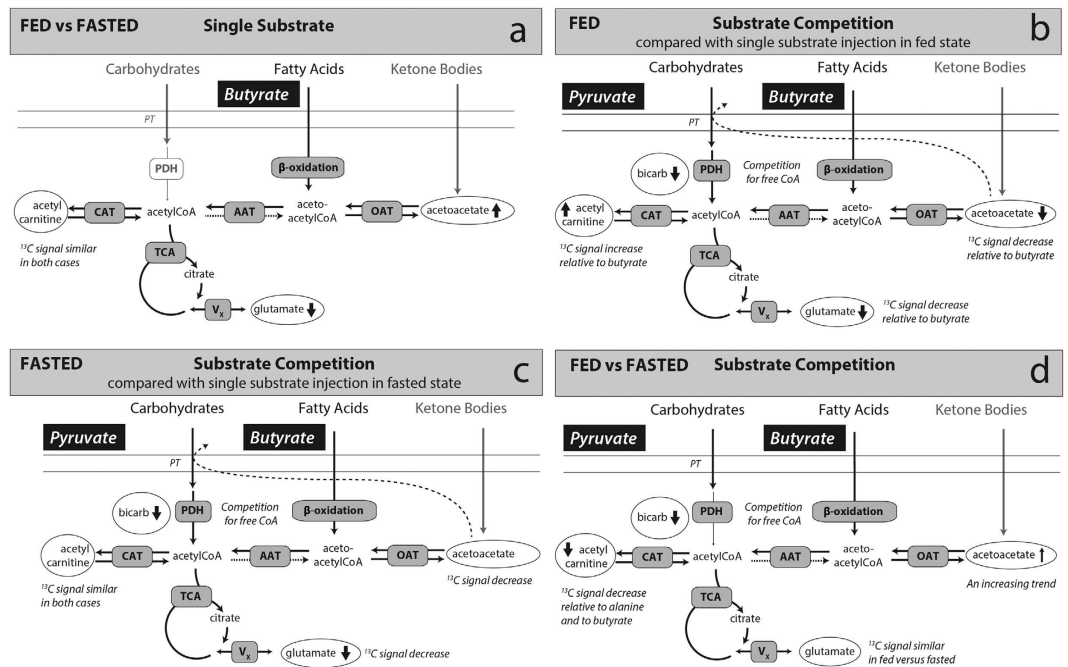 FED vs FASTED Single Substrate a
Carbohydrates Fatty Acids Ketone Bodies
Butyrate
PT
PDH β-oxidation
acetyl
carnitine
CAT acetylCoA AAT aceto-
acetylCoA OAT acetoacetate
¹³C signal similar
in both cases
TCA
citrate
Vx glutamate
FED Substrate Competition b
compared with single substrate injection in fed state
Carbohydrates Fatty Acids Ketone Bodies
Pyruvate Butyrate
PT
bicarb PDH Competition
for free CoA β-oxidation
acetyl
carnitine
CAT acetylCoA AAT aceto-
acetylCoA OAT acetoacetate
¹³C signal increase
relative to butyrate
¹³C signal decrease
relative to butyrate
TCA
citrate
Vx glutamate
¹³C signal decrease
relative to butyrate
FASTED Substrate Competition c
compared with single substrate injection in fasted state
Carbohydrates Fatty Acids Ketone Bodies
Pyruvate Butyrate
PT
bicarb PDH Competition
for free CoA β-oxidation
acetyl
carnitine
CAT acetylCoA AAT aceto-
acetylCoA OAT acetoacetate
¹³C signal similar
in both cases
¹³C signal decrease
TCA
citrate
Vx glutamate ¹³C signal decrease
FED vs FASTED Substrate Competition d
Carbohydrates Fatty Acids Ketone Bodies
Pyruvate Butyrate
PT
bicarb PDH Competition
for free CoA β-oxidation
acetyl
carnitine
CAT acetylCoA AAT aceto-
acetylCoA OAT acetoacetate
¹³C signal decrease
relative to alanine
and to butyrate
An increasing trend
TCA
citrate
Vx glutamate
¹³C signal similar
in fed versus fasted